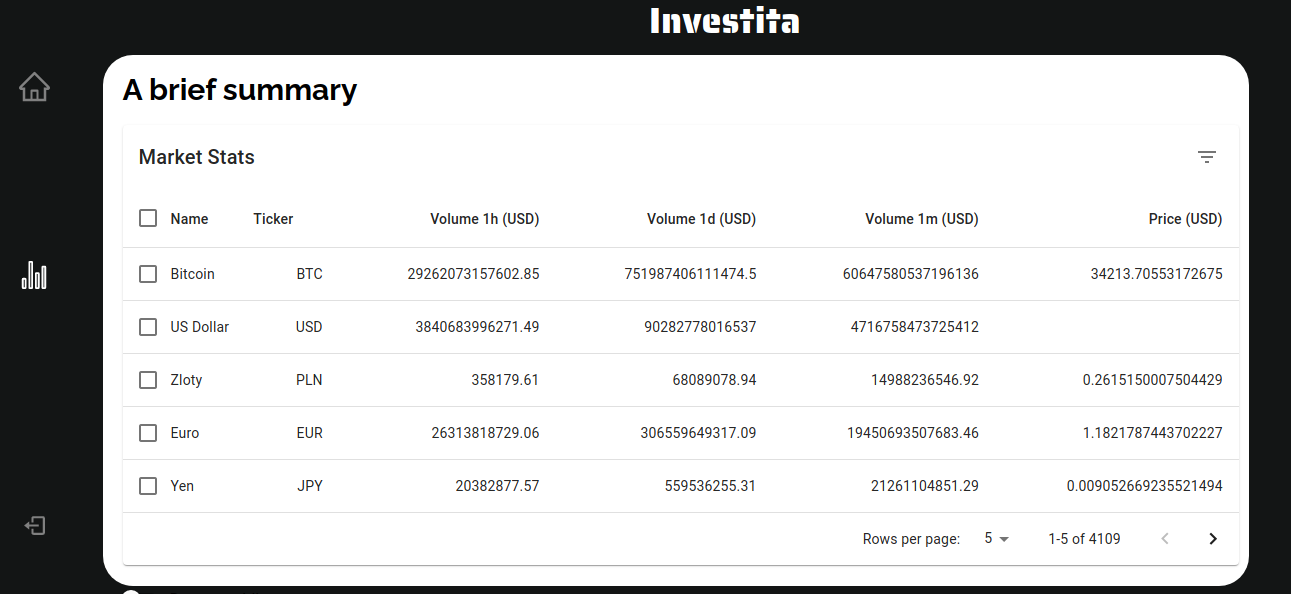 Investita
A brief summary
Market Stats
Name Ticker Volume 1h (USD) Volume 1d (USD) Volume 1m (USD) Price (USD)
Bitcoin BTC 29262073157602.85 751987406111474.5 60647580537196136 34213.70553172675
US Dollar USD 3840683996271.49 90282778016537 4716758473725412
Zloty PLN 358179.61 68089078.94 14988236546.92 0.2615150007504429
Euro EUR 26313818729.06 306559649317.09 19450693507683.46 1.1821787443702227
Yen JPY 20382877.57 559536255.31 21261104851.29 0.009052669235521494
Rows per page: 5 1-5 of 4109